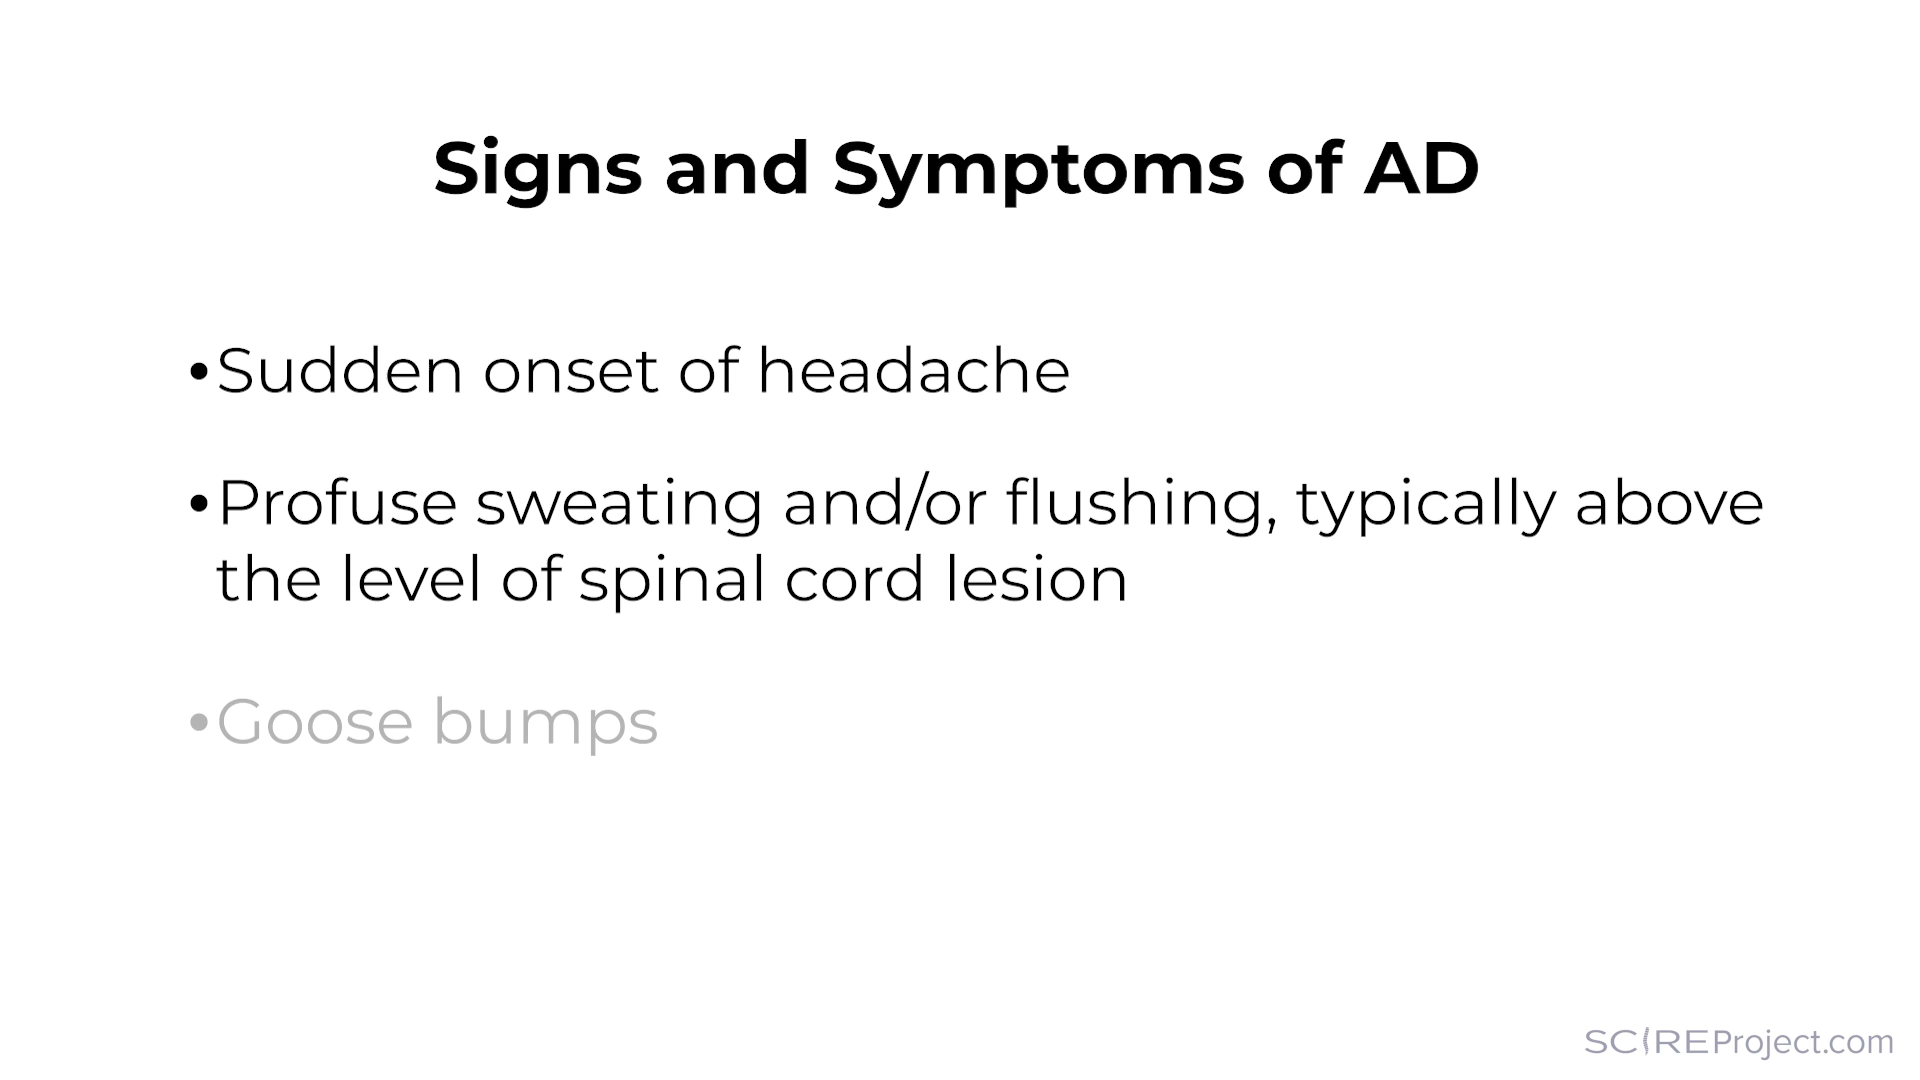 Signs and Symptoms of AD
•Sudden onset of headache
•Profuse sweating and/or flushing, typically above
the level of spinal cord lesion
•Goose bumps
SCIREProject.com